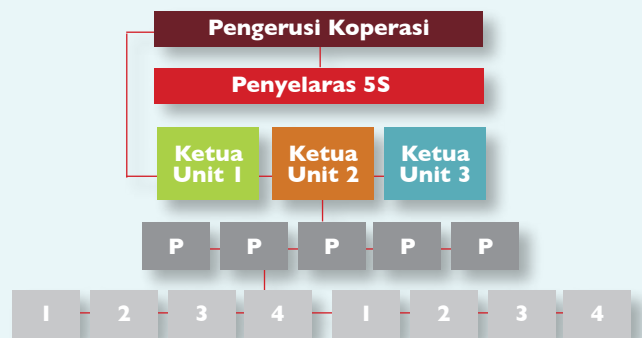 Pengerusi Koperasi
Penyelaras 5S
Ketua
Unit 1
Ketua
Unit 2
Ketua
Unit 3
P P P P P
1 2 3 4 1 2 3 4